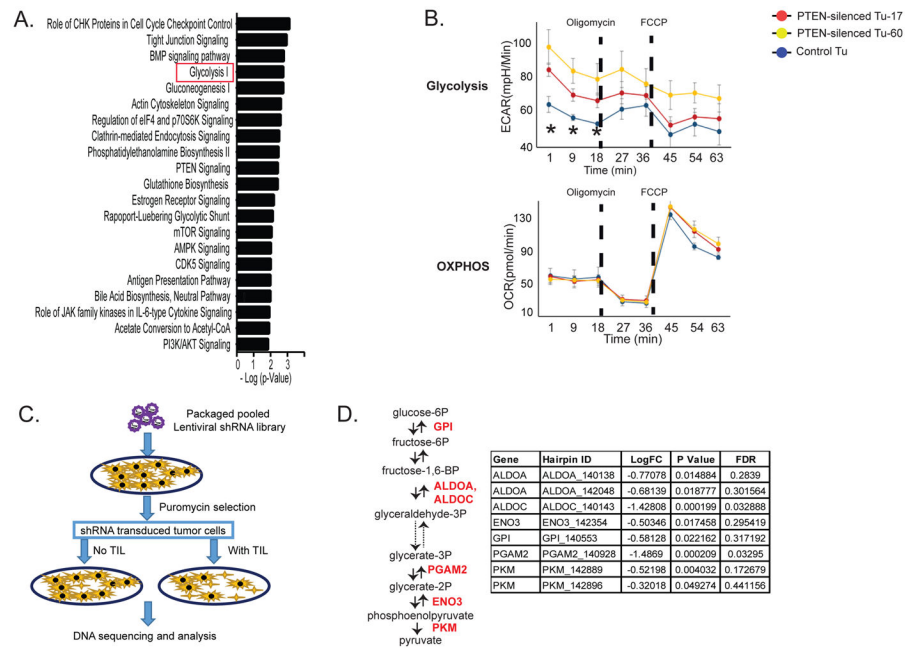 A.
Role of CHK Proteins in Cell Cycle Checkpoint Control
Tight Junction Signaling
BMP signaling pathway
Glycolysis I
Gluconeogenesis I
Actin Cytoskeleton Signaling
Regulation of eIF4 and p70S6K Signaling
Clathrin-mediated Endocytosis Signaling
Phosphatidylethanolamine Biosynthesis II
PTEN Signaling
Glutathione Biosynthesis
Estrogen Receptor Signaling
Rapoport-Luebering Glycolytic Shunt
mTOR Signaling
AMPK Signaling
CDK5 Signaling
Antigen Presentation Pathway
Bile Acid Biosynthesis, Neutral Pathway
Role of JAK family kinases in IL-6-type Cytokine Signaling
Acetate Conversion to Acetyl-CoA
PI3K/AKT Signaling
0 1 2 3
- Log (p-Value)
B.
PTEN-silenced Tu-17
PTEN-silenced Tu-60
Control Tu
Glycolysis
Oligomycin FCCP
ECAR(mpH/Min)
100
80
60
40
* * *
1 9 18 27 36 45 54 63
Time (min)
OXPHOS
Oligomycin FCCP
OCR(pmol/min)
130
90
50
10
1 9 18 27 36 45 54 63
Time (min)
C.
Packaged pooled
Lentiviral shRNA library
Puromycin selection
shRNA transduced tumor cells
No TIL With TIL
DNA sequencing and analysis
D.
glucose-6P
GPI
fructose-6P
fructose-1,6-BP
ALDOA,
ALDOC
glyceraldehyde-3P
glycerate-3P
PGAM2
glycerate-2P
ENO3
phosphoenolpyruvate
PKM
pyruvate
Gene Hairpin ID LogFC P Value FDR
ALDOA ALDOA_140138 -0.77078 0.014884 0.2839
ALDOA ALDOA_142048 -0.68139 0.018777 0.301564
ALDOC ALDOC_140143 -1.42808 0.000199 0.032888
ENO3 ENO3_142354 -0.50346 0.017458 0.295419
GPI GPI_140553 -0.58128 0.022162 0.317192
PGAM2 PGAM2_140928 -1.4869 0.000209 0.03295
PKM PKM_142889 -0.52198 0.004032 0.172679
PKM PKM_142896 -0.32018 0.049274 0.441156